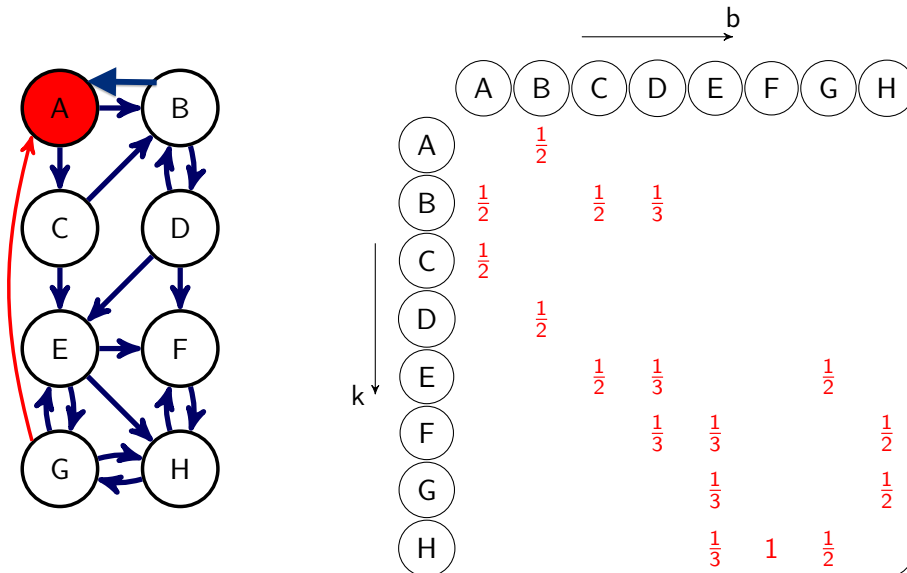 b
A B C D E F G H
A 1/2
B 1/2 1/2 1/3
C 1/2
D 1/2
E 1/2 1/3 1/2
F 1/3 1/3 1/2
G 1/3 1/2
H 1/3 1 1/2
k
A B
C D
E F
G H